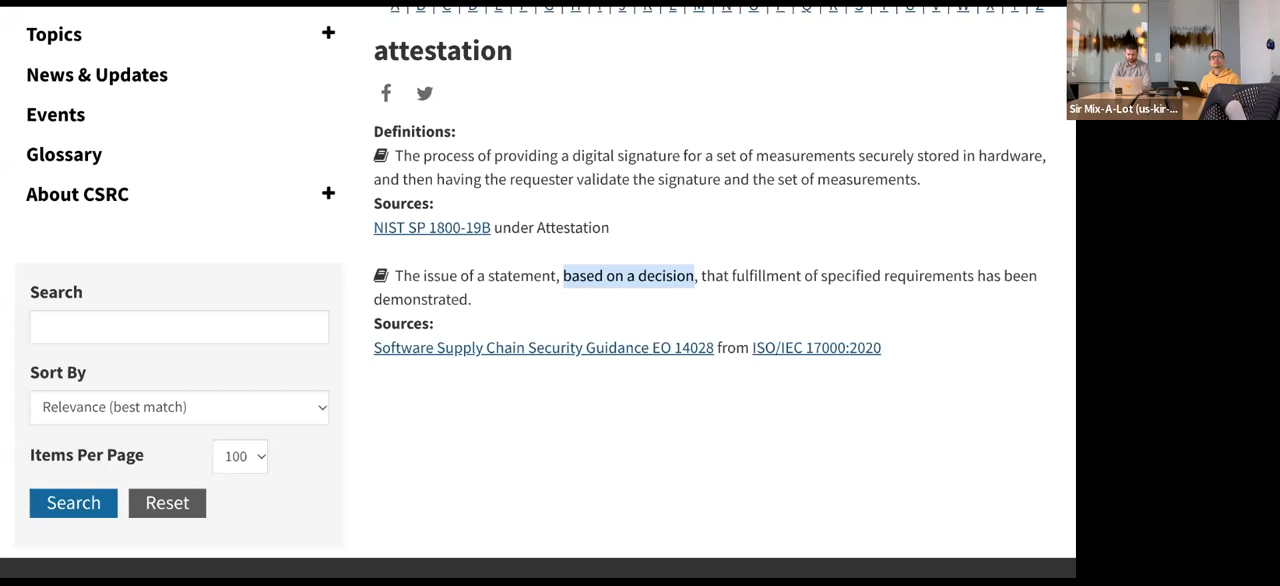 A | B | C | D | E | F | G | H | I | J | K | L | M | N | O | P | Q | R | S | T | U | V | W | X | Y | Z
Topics
News & Updates
Events
Glossary
About CSRC
Search
Sort By
Relevance (best match)
Items Per Page
100
Search
Reset
attestation
Definitions:
The process of providing a digital signature for a set of measurements securely stored in hardware,
and then having the requester validate the signature and the set of measurements.
Sources:
NIST SP 1800-19B under Attestation
The issue of a statement, based on a decision, that fulfillment of specified requirements has been
demonstrated.
Sources:
Software Supply Chain Security Guidance EO 14028 from ISO/IEC 17000:2020
Sir Mix-A-Lot (us-kir-...